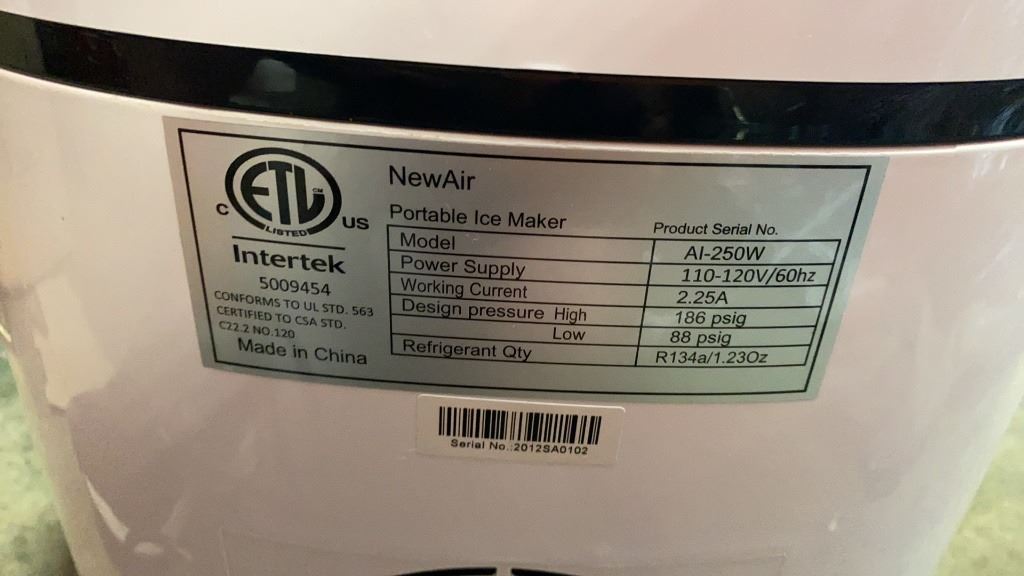 ETL CM
LISTED
C US
Intertek
5009454
CONFORMS TO UL STD. 563
CERTIFIED TO CSA STD.
C22.2 NO.120
Made in China
NewAir
Portable Ice Maker Product Serial No.
Model AI-250W
Power Supply 110-120V/60hz
Working Current 2.25A
Design pressure High 186 psig
Low 88 psig
Refrigerant Qty R134a/1.23Oz
Serial No.:2012SA0102